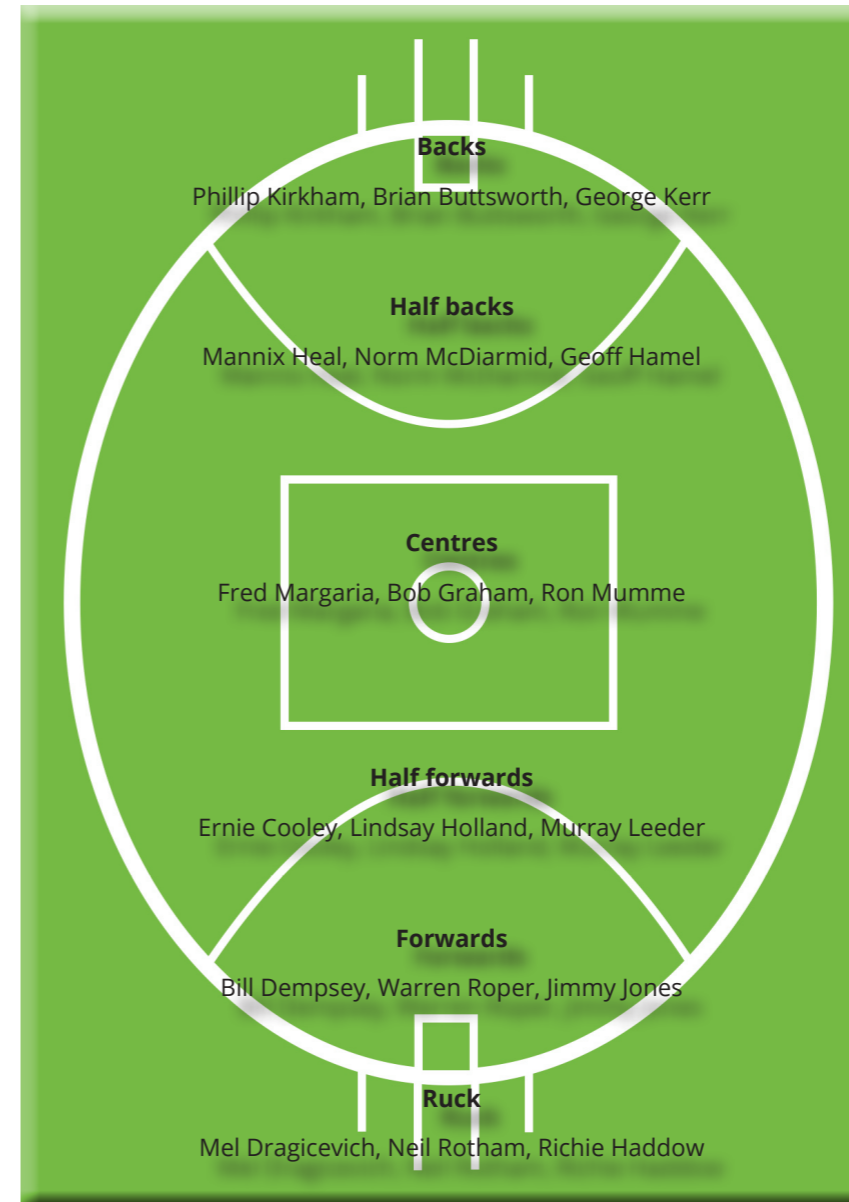 Backs
Phillip Kirkham, Brian Buttsworth, George Kerr
Half backs
Mannix Heal, Norm McDiarmid, Geoff Hamel
Centres
Fred Margaria, Bob Graham, Ron Mumme
Half forwards
Ernie Cooley, Lindsay Holland, Murray Leeder
Forwards
Bill Dempsey, Warren Roper, Jimmy Jones
Ruck
Mel Dragicevich, Neil Rotham, Richie Haddow